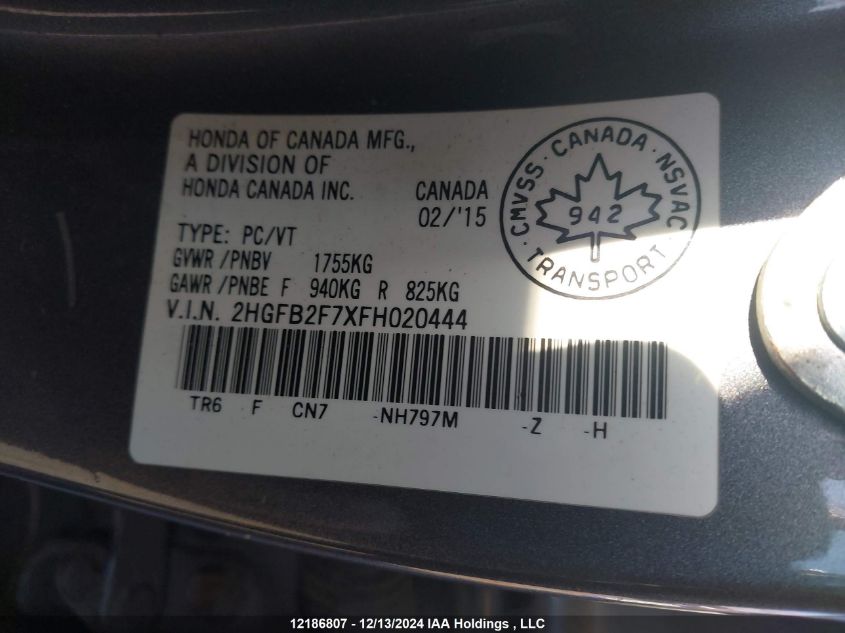 HONDA OF CANADA MFG.,
A DIVISION OF
HONDA CANADA INC. CANADA
02/'15
TYPE: PC/VT
GVWR /PNBV 1755KG
GAWR /PNBE F 940KG R 825KG
V.I.N. 2HGFB2F7XFH020444
TR6 F CN7 -NH797M -Z -H
CMVSS · CANADA · NSVAC
942
TRANSPORT
12186807 - 12/13/2024 IAA Holdings , LLC